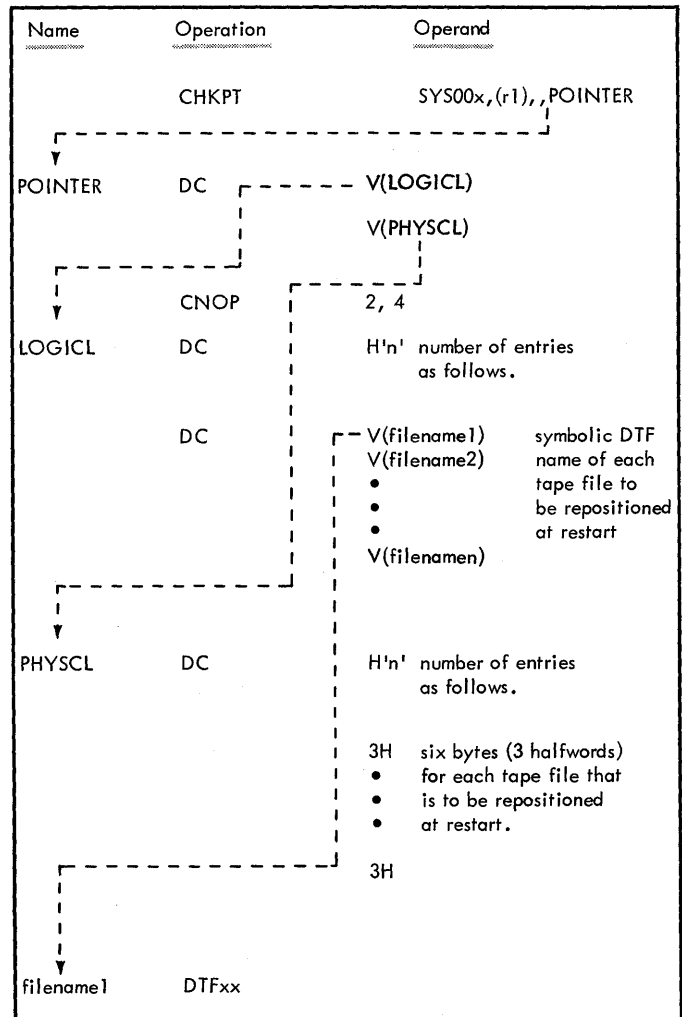 Name Operation Operand
CHKPT SYS00x,(r1),,POINTER
POINTER DC V(LOGICL)
V(PHYSCL)
CNOP 2, 4
LOGICL DC H'n' number of entries
as follows.
DC V(filename1) symbolic DTF
V(filename2) name of each
• tape file to
• be repositioned
• at restart
V(filenamen)
PHYSCL DC H'n' number of entries
as follows.
3H six bytes (3 halfwords)
• for each tape file that
• is to be repositioned
• at restart.
3H
filename1 DTFxx